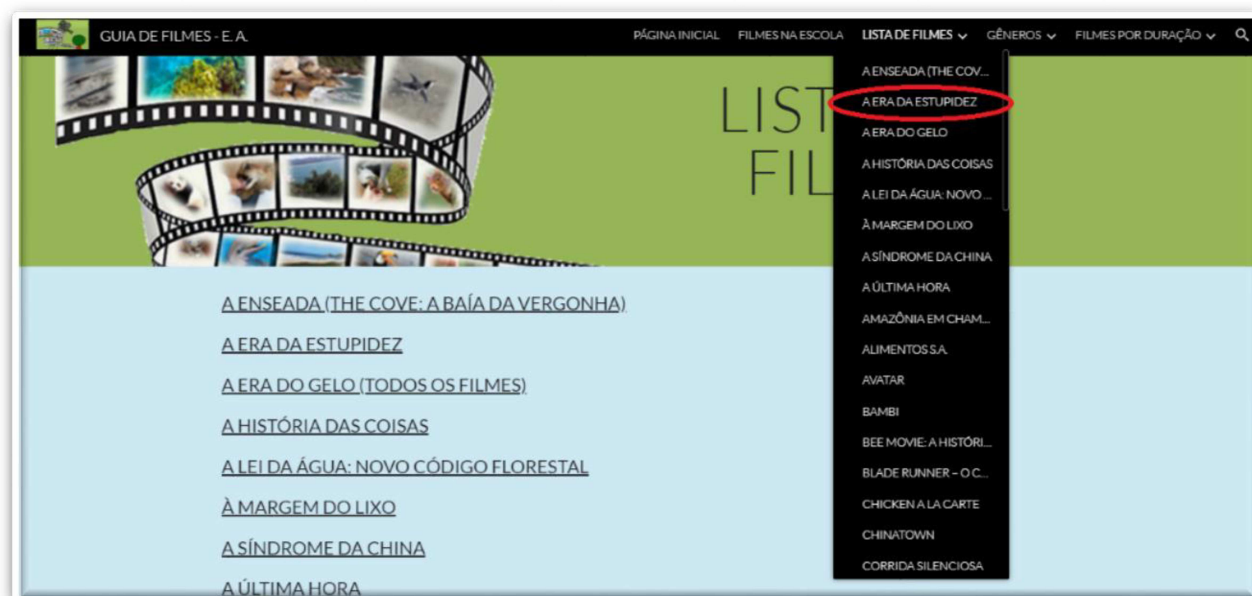 GUIA DE FILMES - E. A.
PÁGINA INICIAL FILMES NA ESCOLA LISTA DE FILMES GÊNEROS FILMES POR DURAÇÃO
LIST
FIL
A ENSEADA (THE COV...
A ERA DA ESTUPIDEZ
A ERA DO GELO
A HISTÓRIA DAS COISAS
A LEI DA ÁGUA: NOVO ...
À MARGEM DO LIXO
A SÍNDROME DA CHINA
A ÚLTIMA HORA
AMAZÔNIA EM CHAM...
ALIMENTOS S.A.
AVATAR
BAMBI
BEE MOVIE: A HISTÓRI...
BLADE RUNNER – O C...
CHICKEN A LA CARTE
CHINATOWN
CORRIDA SILENCIOSA
A ENSEADA (THE COVE: A BAÍA DA VERGONHA)
A ERA DA ESTUPIDEZ
A ERA DO GELO (TODOS OS FILMES)
A HISTÓRIA DAS COISAS
A LEI DA ÁGUA: NOVO CÓDIGO FLORESTAL
À MARGEM DO LIXO
A SÍNDROME DA CHINA
A ÚLTIMA HORA